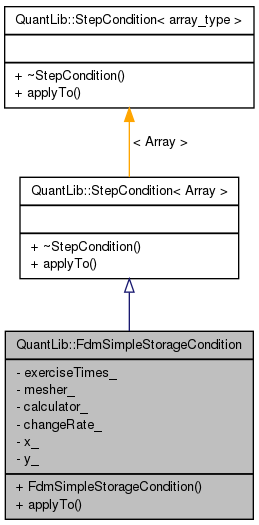 QuantLib::StepCondition< array_type >
+ ~StepCondition()
+ applyTo()
< Array >
QuantLib::StepCondition< Array >
+ ~StepCondition()
+ applyTo()
QuantLib::FdmSimpleStorageCondition
- exerciseTimes_
- mesher_
- calculator_
- changeRate_
- x_
- y_
+ FdmSimpleStorageCondition()
+ applyTo()